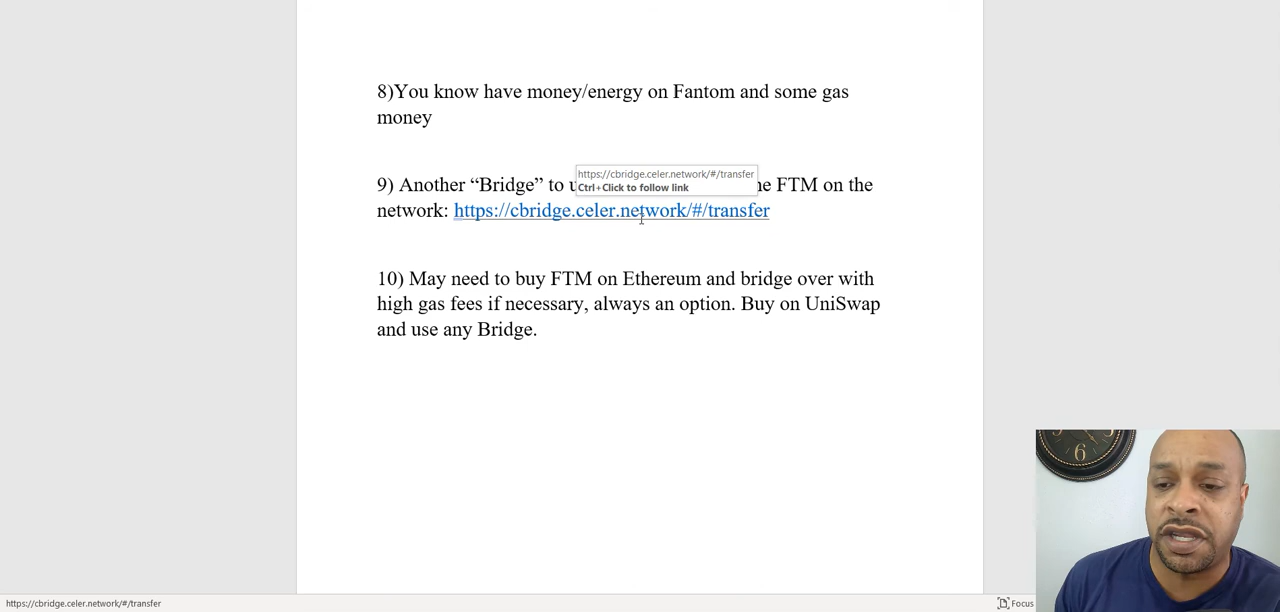 8)You know have money/energy on Fantom and some gas
money
https://cbridge.celer.network/#/transfer
Ctrl+Click to follow link
9) Another “Bridge” to FTM on the
network: https://cbridge.celer.network/#/transfer
10) May need to buy FTM on Ethereum and bridge over with
high gas fees if necessary, always an option. Buy on UniSwap
and use any Bridge.
6
https://cbridge.celer.network/#/transfer
Focus